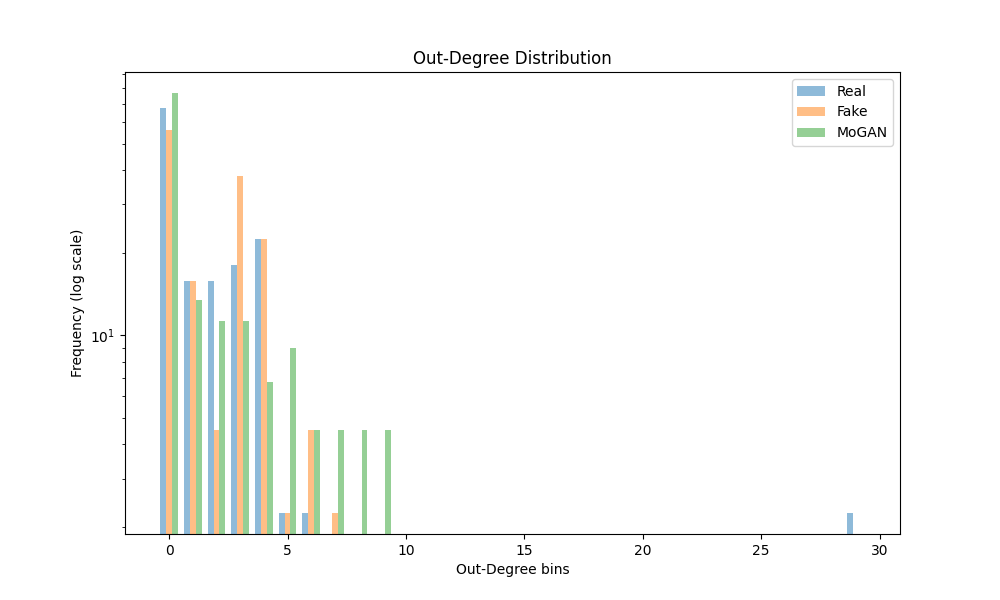 Out-Degree Distribution
Real
Fake
MoGAN
Frequency (log scale)
10¹
0 5 10 15 20 25 30
Out-Degree bins